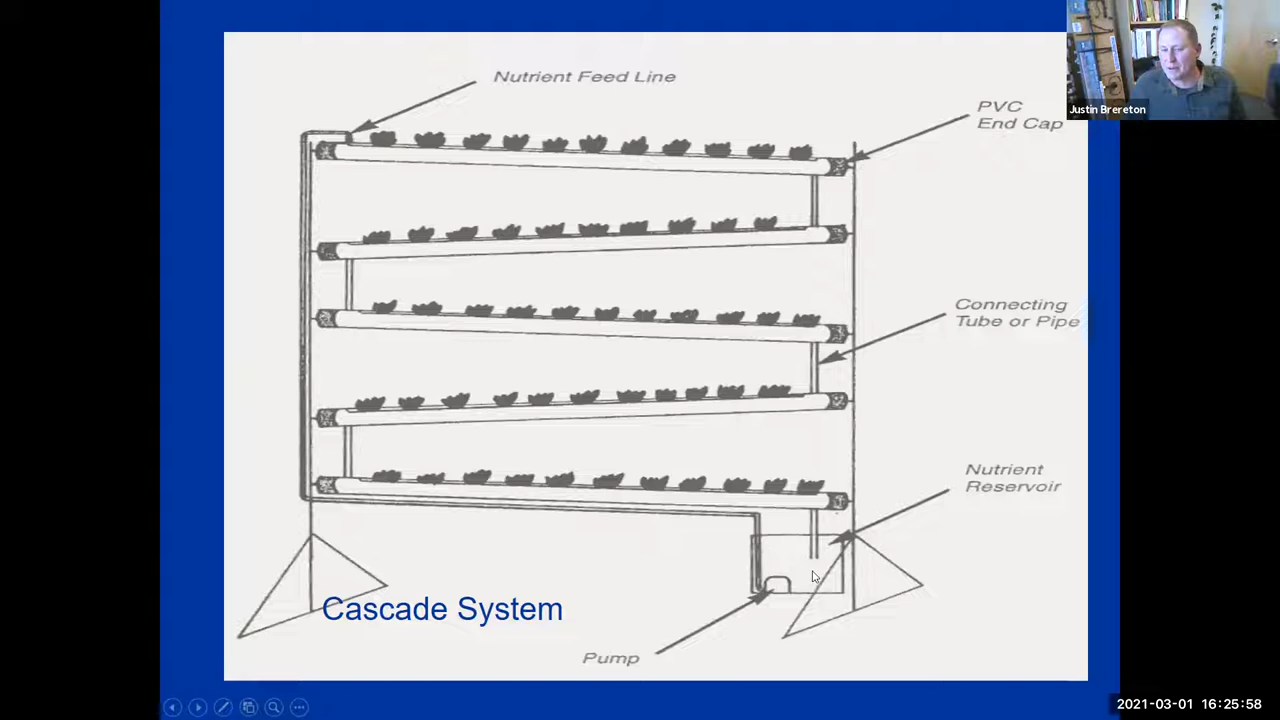 Nutrient Feed Line
Justin Brereton
PVC
End Cap
Connecting
Tube or Pipe
Nutrient
Reservoir
Cascade System
Pump
2021-03-01 16:25:58